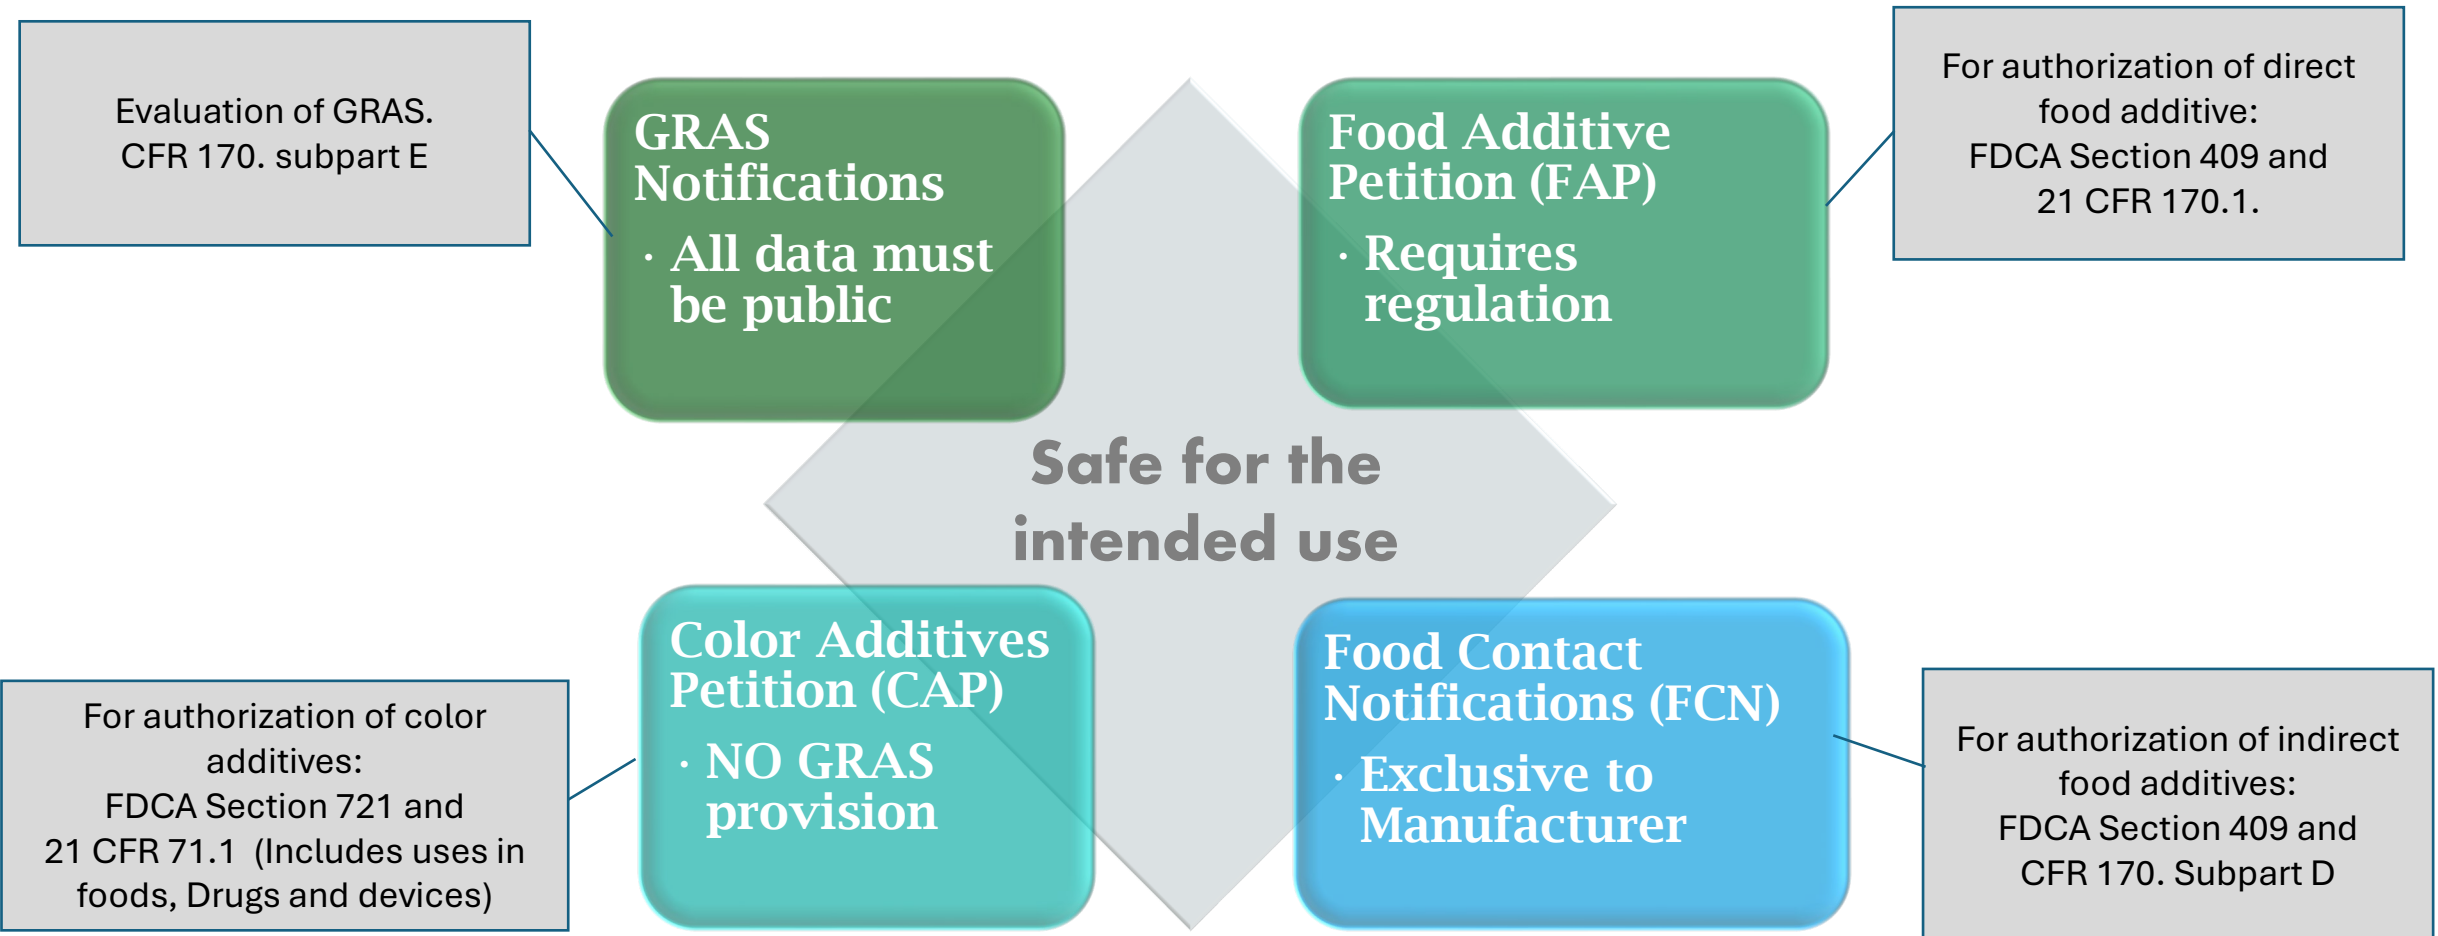 Evaluation of GRAS.
CFR 170. subpart E
GRAS
Notifications
· All data must
be public
Food Additive
Petition (FAP)
· Requires
regulation
For authorization of direct
food additive:
FDCA Section 409 and
21 CFR 170.1.
Safe for the
intended use
For authorization of color
additives:
FDCA Section 721 and
21 CFR 71.1 (Includes uses in
foods, Drugs and devices)
Color Additives
Petition (CAP)
· NO GRAS
provision
Food Contact
Notifications (FCN)
· Exclusive to
Manufacturer
For authorization of indirect
food additives:
FDCA Section 409 and
CFR 170. Subpart D